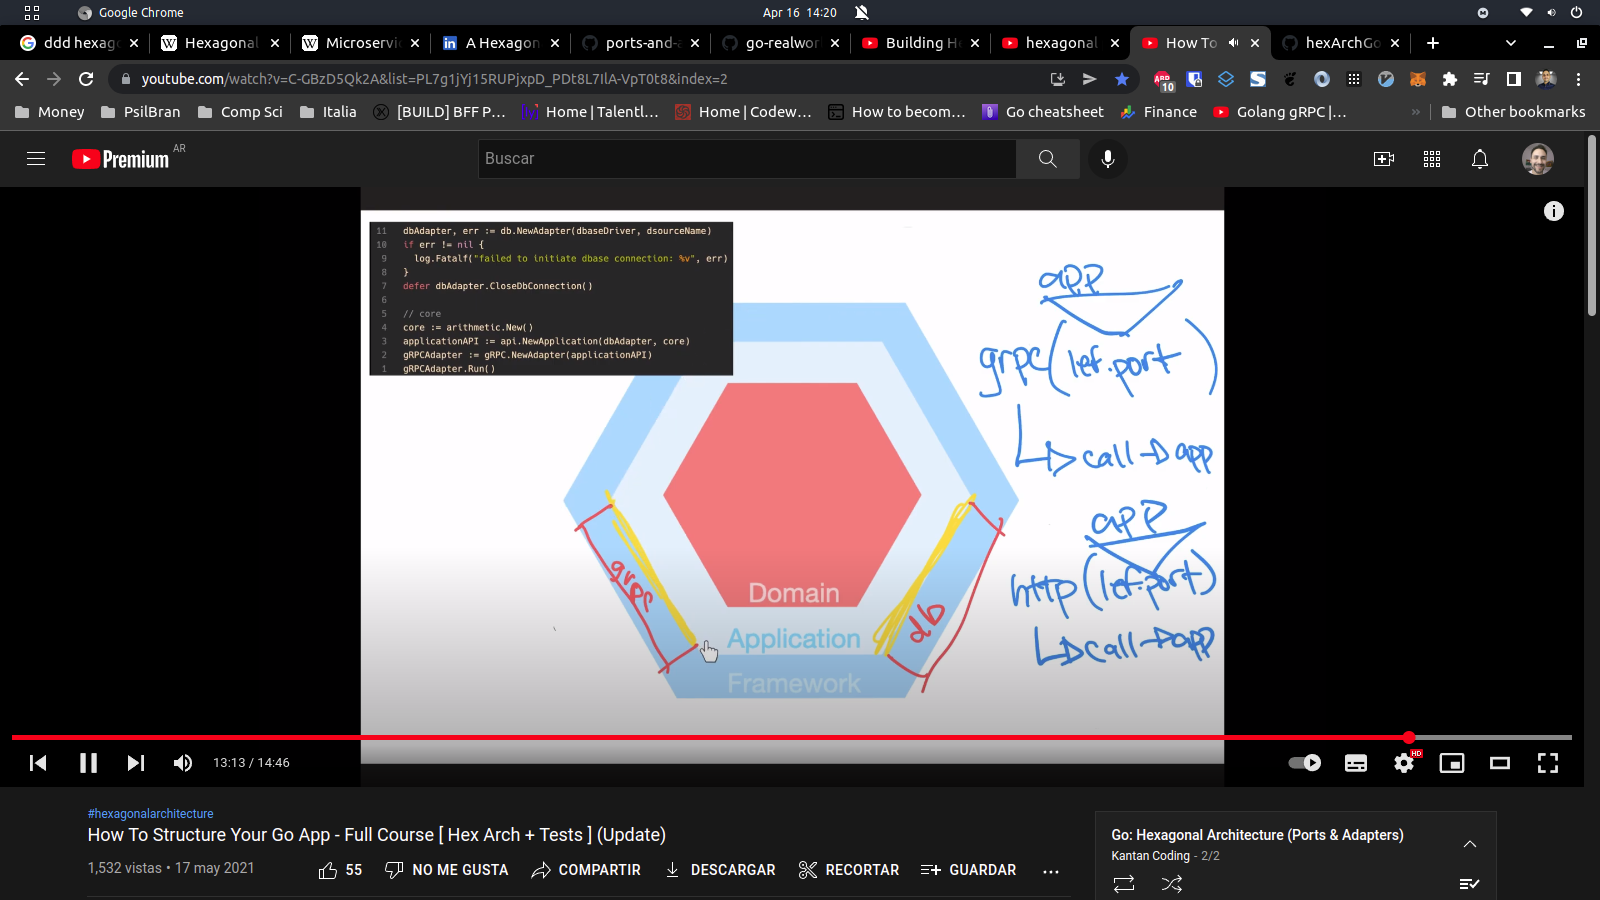 Google Chrome
Apr 16 14:20
ddd hexag
Hexagonal
Microservi
A Hexagon
ports-and-a
go-realwor
Building He
hexagonal
How To
hexArchGo
youtube.com/watch?v=C-GBzD5Qk2A&list=PL7g1jYj15RUPjxpD_PDt8L7IlA-VpT0t8&index=2
ABP
10
Money
PsilBran
Comp Sci
Italia
[BUILD] BFF P...
Home | Talentl...
Home | Codew...
How to becom...
Go cheatsheet
Finance
Golang gRPC |...
»
Other bookmarks
Premium AR
Buscar
11 dbAdapter, err := db.NewAdapter(dbaseDriver, dsourceName)
10 if err != nil {
9 log.Fatalf("failed to initiate dbase connection: %v", err)
8 }
7 defer dbAdapter.CloseDbConnection()
6
5 // core
4 core := arithmetic.New()
3 applicationAPI := api.NewApplication(dbAdapter, core)
2 gRPCAdapter := gRPC.NewAdapter(applicationAPI)
1 gRPCAdapter.Run()
app
grpc(lef.port)
call app
app
http(lef.port)
call app
grpc
db
Domain
Application
Framework
13:13 / 14:46
HD
#hexagonalarchitecture
How To Structure Your Go App - Full Course [ Hex Arch + Tests ] (Update)
1,532 vistas • 17 may 2021
55
NO ME GUSTA
COMPARTIR
DESCARGAR
RECORTAR
GUARDAR
...
Go: Hexagonal Architecture (Ports & Adapters)
Kantan Coding - 2/2